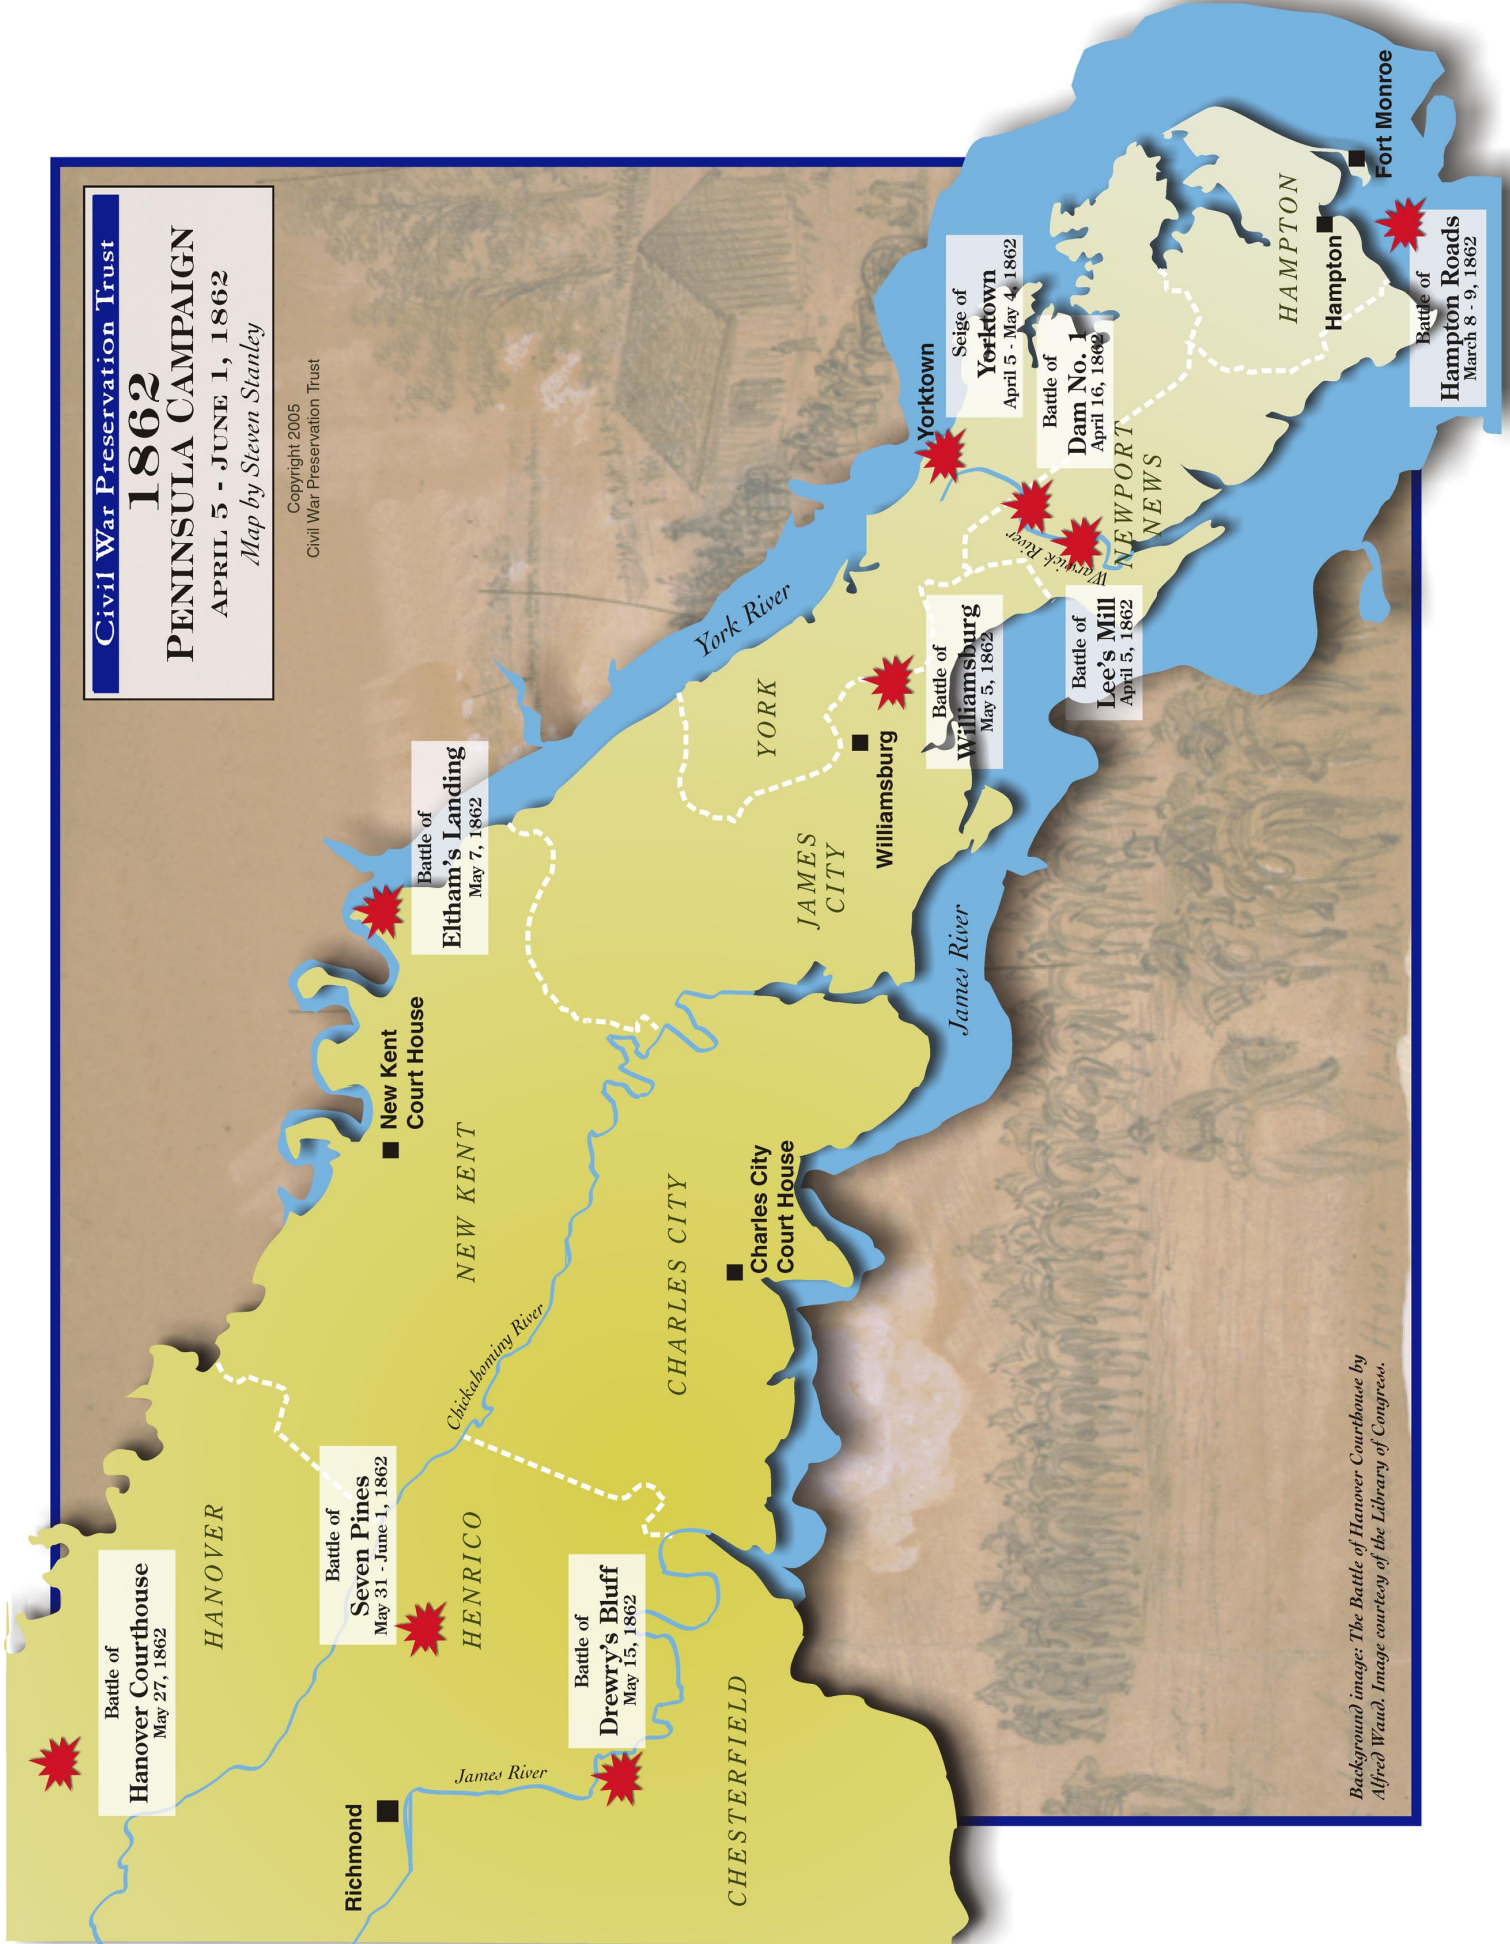 Civil War Preservation Trust
1862
PENINSULA CAMPAIGN
APRIL 5 - JUNE 1, 1862
Map by Steven Stanley
Copyright 2005
Civil War Preservation Trust
Battle of
Hanover Courthouse
May 27, 1862
HANOVER
Battle of
Seven Pines
May 31 - June 1, 1862
Richmond
HENRICO
James River
Battle of
Drewry's Bluff
May 15, 1862
CHESTERFIELD
Chickahominy River
New Kent
Court House
NEW KENT
CHARLES CITY
Charles City
Court House
Battle of
Eltham's Landing
May 7, 1862
York River
YORK
JAMES
CITY
Williamsburg
James River
Battle of
Williamsburg
May 5, 1862
Yorktown
Seige of
Yorktown
April 5 - May 4, 1862
Battle of
Dam No. 1
April 16, 1862
Warwick River
NEWPORT
NEWS
Battle of
Lee's Mill
April 5, 1862
HAMPTON
Hampton
Fort Monroe
Battle of
Hampton Roads
March 8 - 9, 1862
Background image: The Battle of Hanover Courthouse by
Alfred Waud. Image courtesy of the Library of Congress.